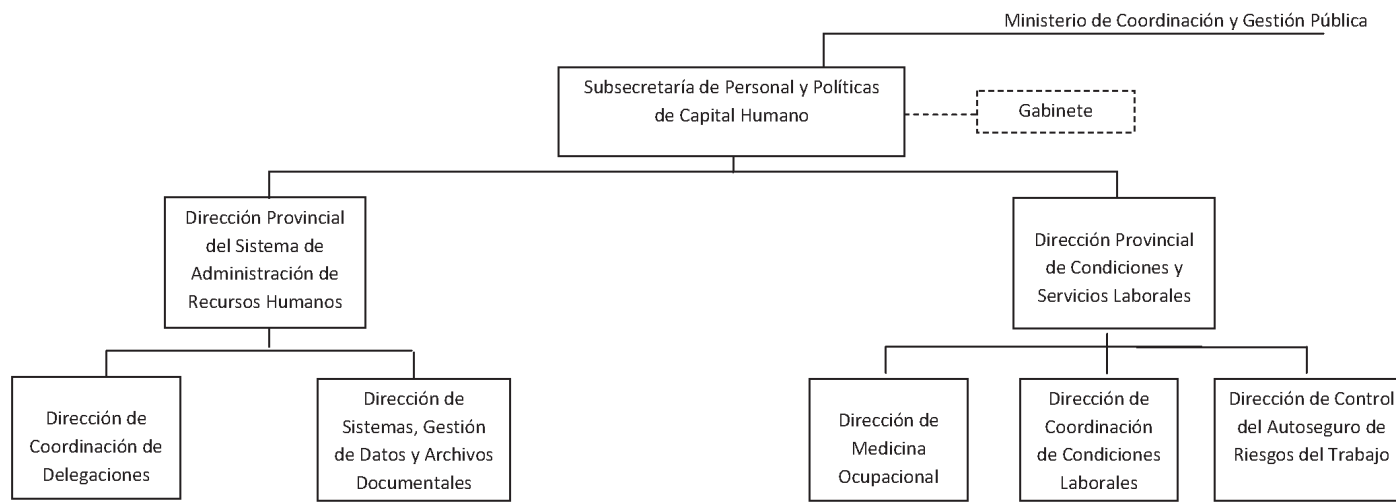 Ministerio de Coordinación y Gestión Pública
Subsecretaría de Personal y Políticas
de Capital Humano
Gabinete
Dirección Provincial
del Sistema de
Administración de
Recursos Humanos
Dirección Provincial
de Condiciones y
Servicios Laborales
Dirección de
Coordinación de
Delegaciones
Dirección de
Sistemas, Gestión
de Datos y Archivos
Documentales
Dirección de
Medicina
Ocupacional
Dirección de
Coordinación
de Condiciones
Laborales
Dirección de Control
del Autoseguro de
Riesgos del Trabajo